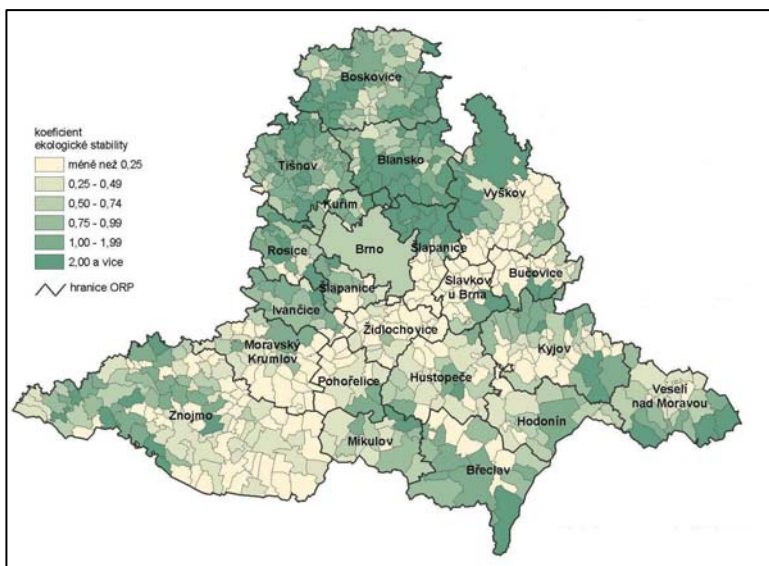 Boskovice
koeficient
ekologické stability
méně než 0,25
0,25 - 0,49
0,50 - 0,74
0,75 - 0,99
1,00 - 1,99
2,00 a více
hranice ORP
Tišnov
Blansko
Vyškov
Kuřim
Rosice
Brno
Šlapanice
Slavkov
u Brna
Bučovice
Šlapanice
Ivančice
Židlochovice
Moravský
Krumlov
Kyjov
Pohořelice
Hustopeče
Veselí
nad Moravou
Znojmo
Mikulov
Hodonín
Břeclav